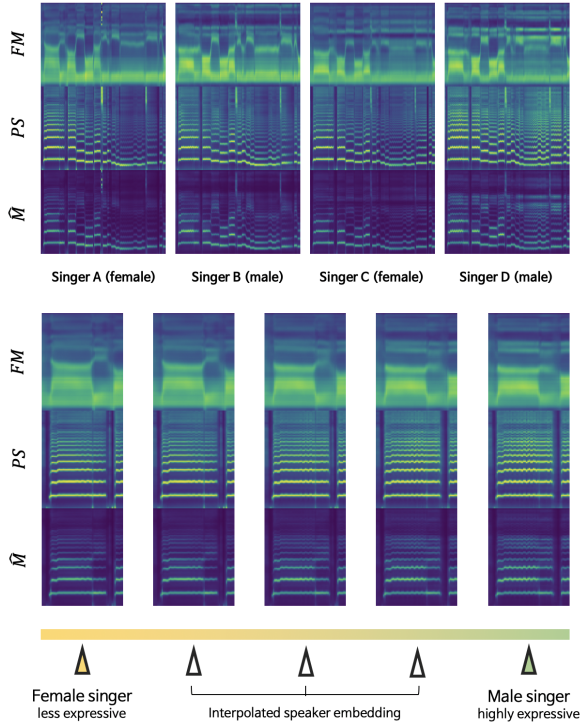 FM
PS
M̂
Singer A (female) Singer B (male) Singer C (female) Singer D (male)
FM
PS
M̂
Female singer
less expressive
Interpolated speaker embedding
Male singer
highly expressive